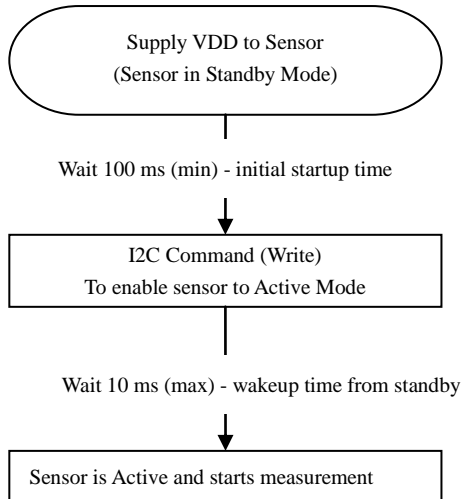 Supply VDD to Sensor
(Sensor in Standby Mode)
Wait 100 ms (min) - initial startup time
I2C Command (Write)
To enable sensor to Active Mode
Wait 10 ms (max) - wakeup time from standby
Sensor is Active and starts measurement